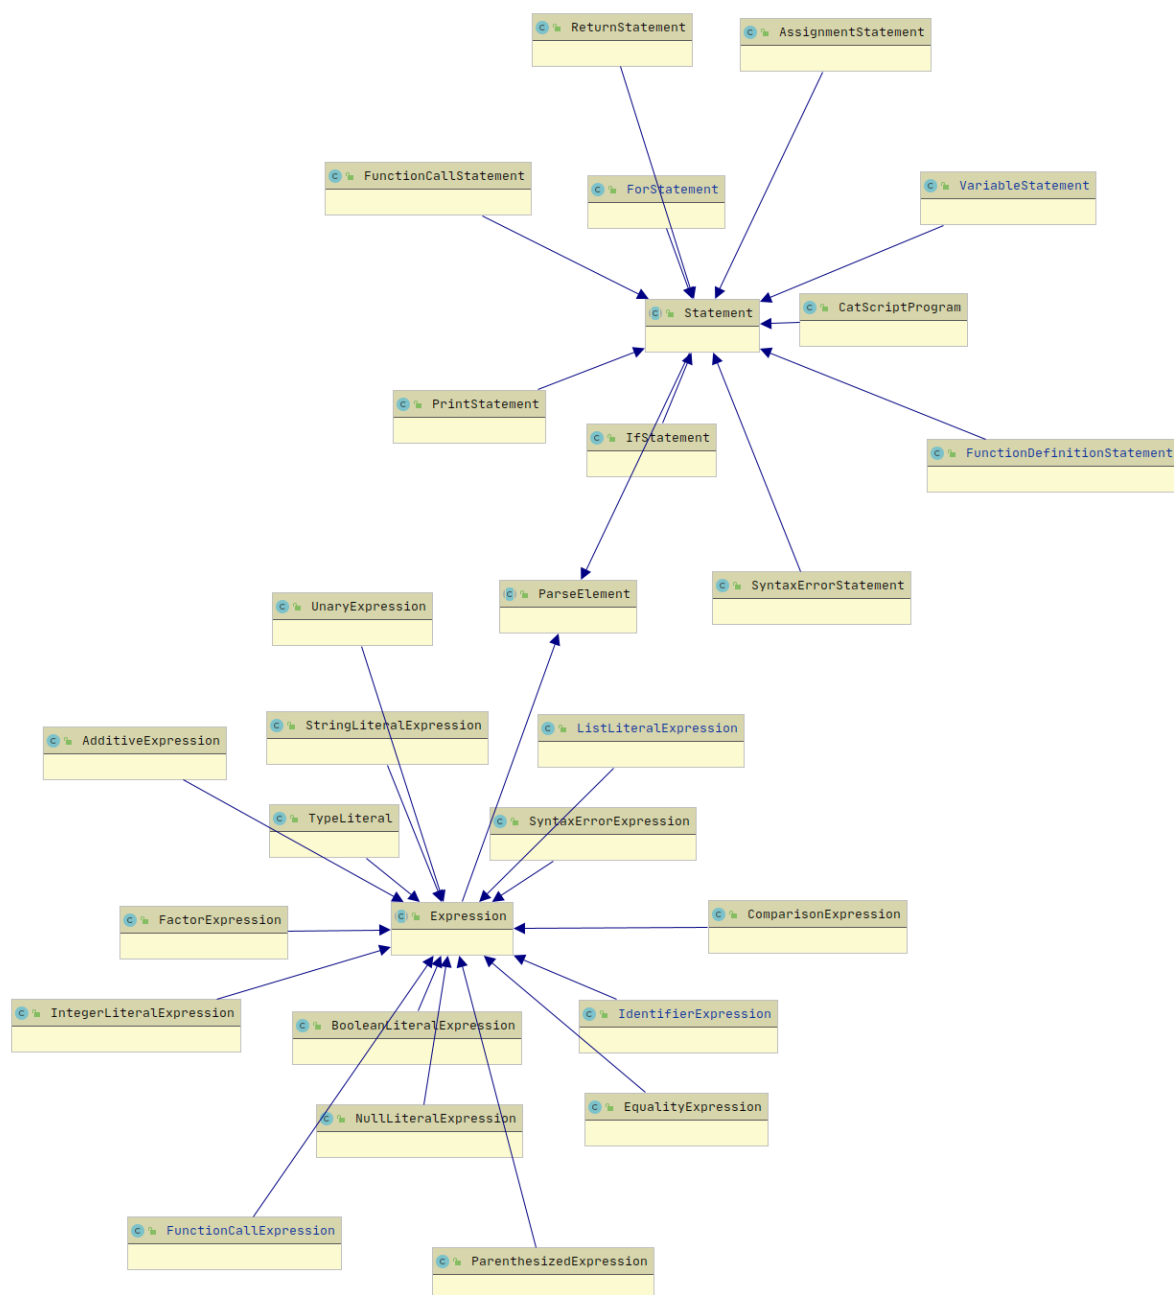 ReturnStatement
AssignmentStatement
FunctionCallStatement
ForStatement
VariableStatement
Statement
CatScriptProgram
PrintStatement
IfStatement
FunctionDefinitionStatement
SyntaxErrorStatement
ParseElement
UnaryExpression
StringLiteralExpression
ListLiteralExpression
AdditiveExpression
TypeLiteral
SyntaxErrorExpression
FactorExpression
Expression
ComparisonExpression
IntegerLiteralExpression
BooleanLiteralExpression
IdentifierExpression
NullLiteralExpression
EqualityExpression
FunctionCallExpression
ParenthesizedExpression